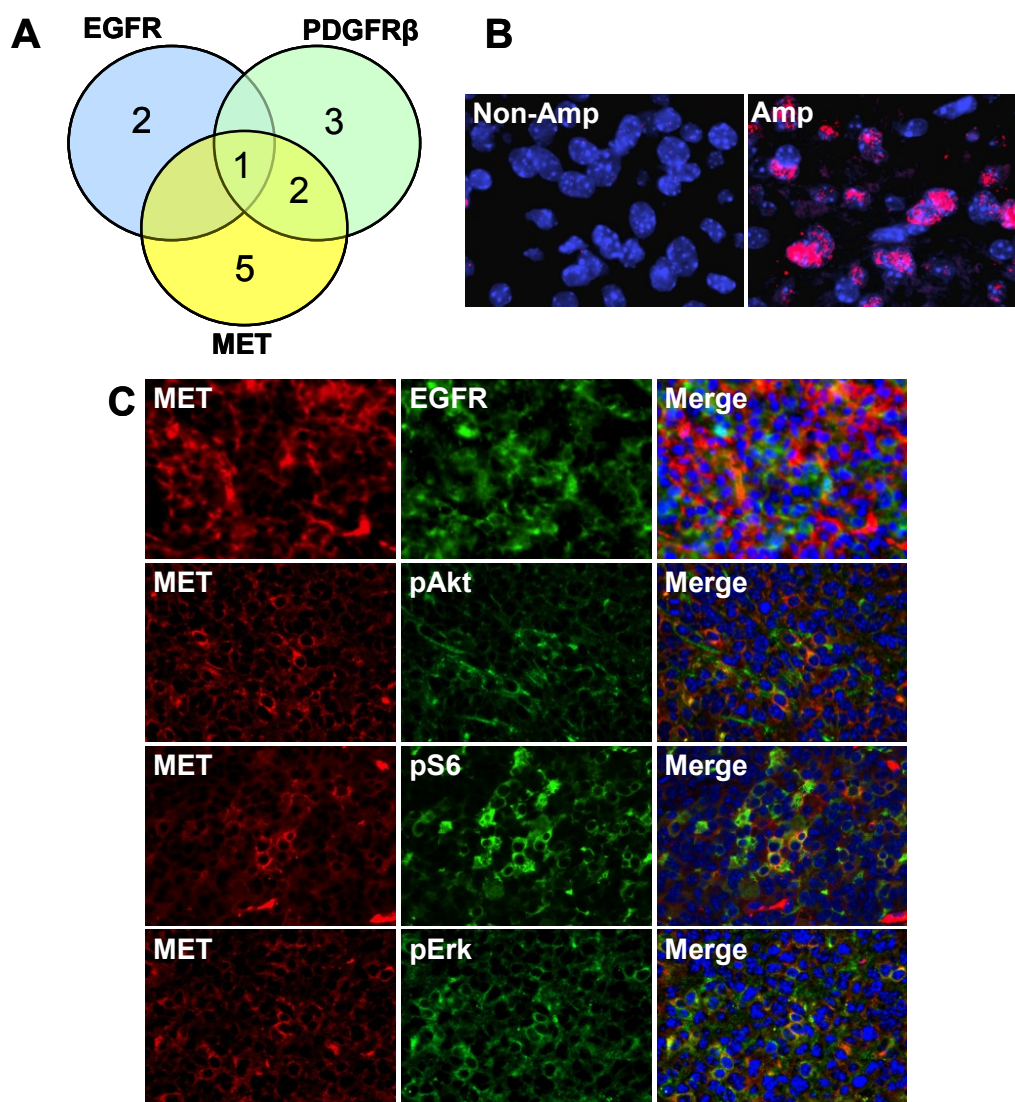 A
EGFR
PDGFRβ
2
3
1
2
5
MET
B
Non-Amp
Amp
C
MET
EGFR
Merge
MET
pAkt
Merge
MET
pS6
Merge
MET
pErk
Merge